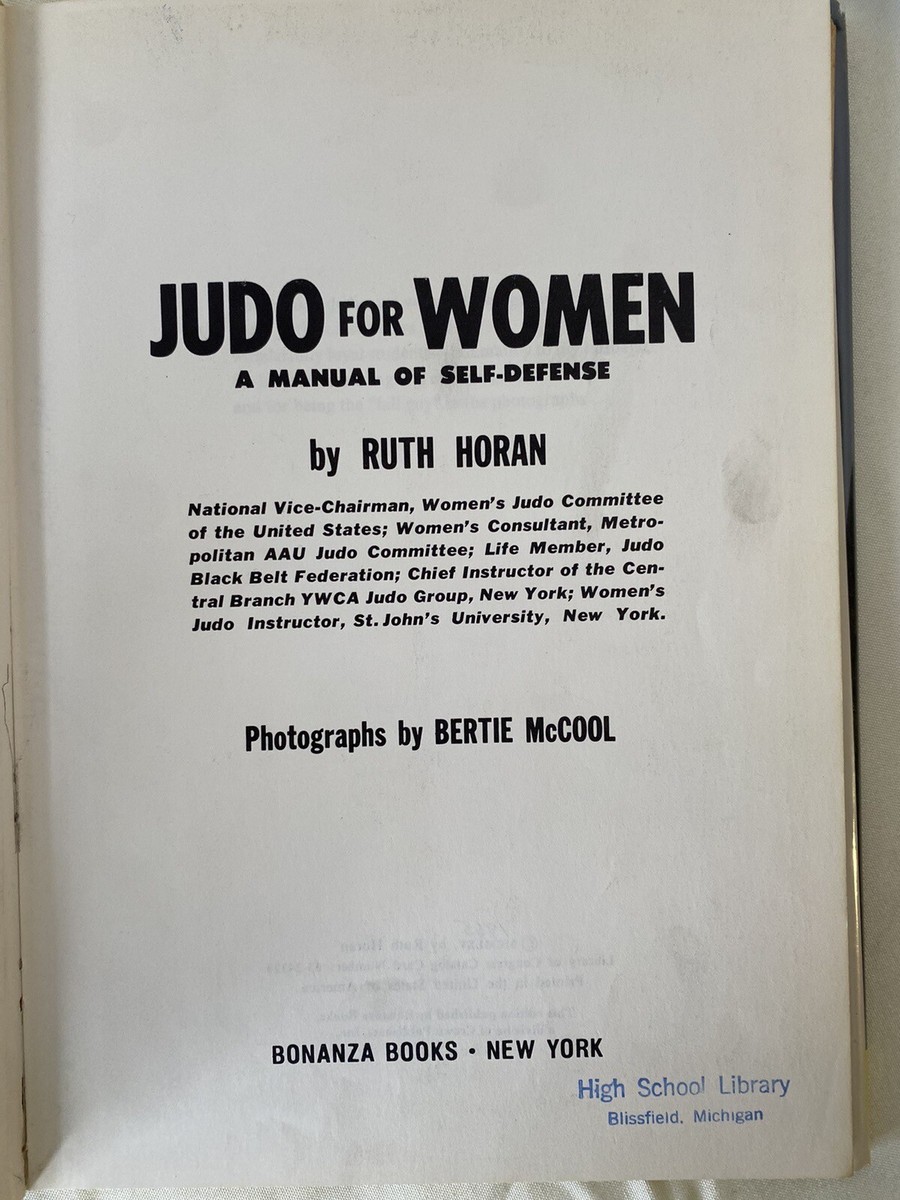 JUDO FOR WOMEN
A MANUAL OF SELF-DEFENSE
by RUTH HORAN
National Vice-Chairman, Women's Judo Committee
of the United States; Women's Consultant, Metro-
politan AAU Judo Committee; Life Member, Judo
Black Belt Federation; Chief Instructor of the Cen-
tral Branch YWCA Judo Group, New York; Women's
Judo Instructor, St. John's University, New York.
Photographs by BERTIE McCOOL
BONANZA BOOKS • NEW YORK
High School Library
Blissfield, Michigan